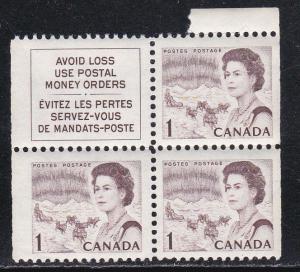 AVOID LOSS
USE POSTAL
MONEY ORDERS
ÉVITEZ LES PERTES
SERVEZ-VOUS
DE MANDATS-POSTE
POSTES POSTAGE
1 CANADA
POSTES POSTAGE
1 CANADA
POSTES POSTAGE
1 CANADA